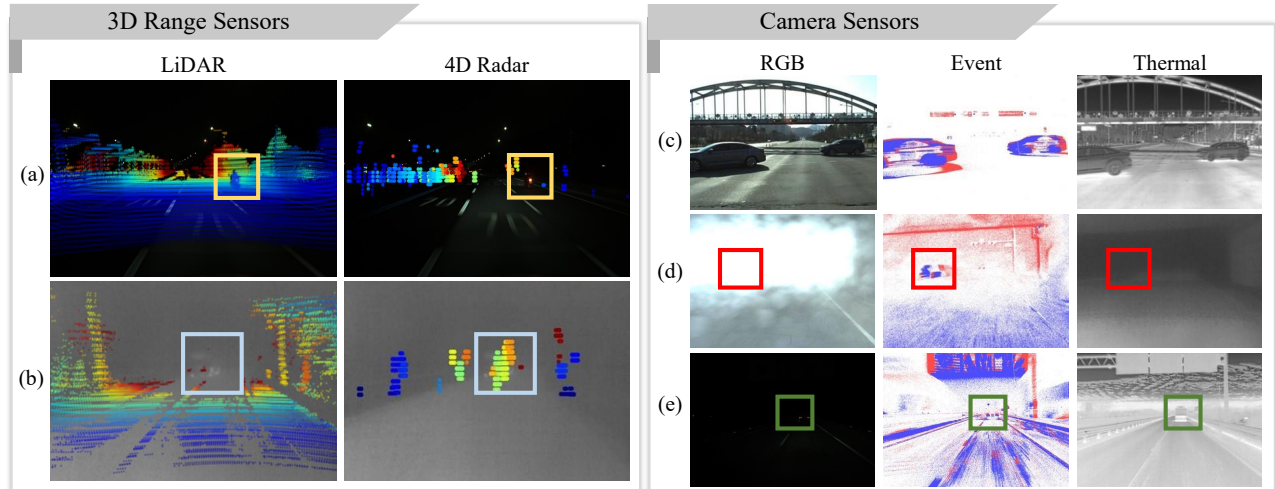 3D Range Sensors
LiDAR
4D Radar
(a)
(b)
Camera Sensors
RGB
Event
Thermal
(c)
(d)
(e)